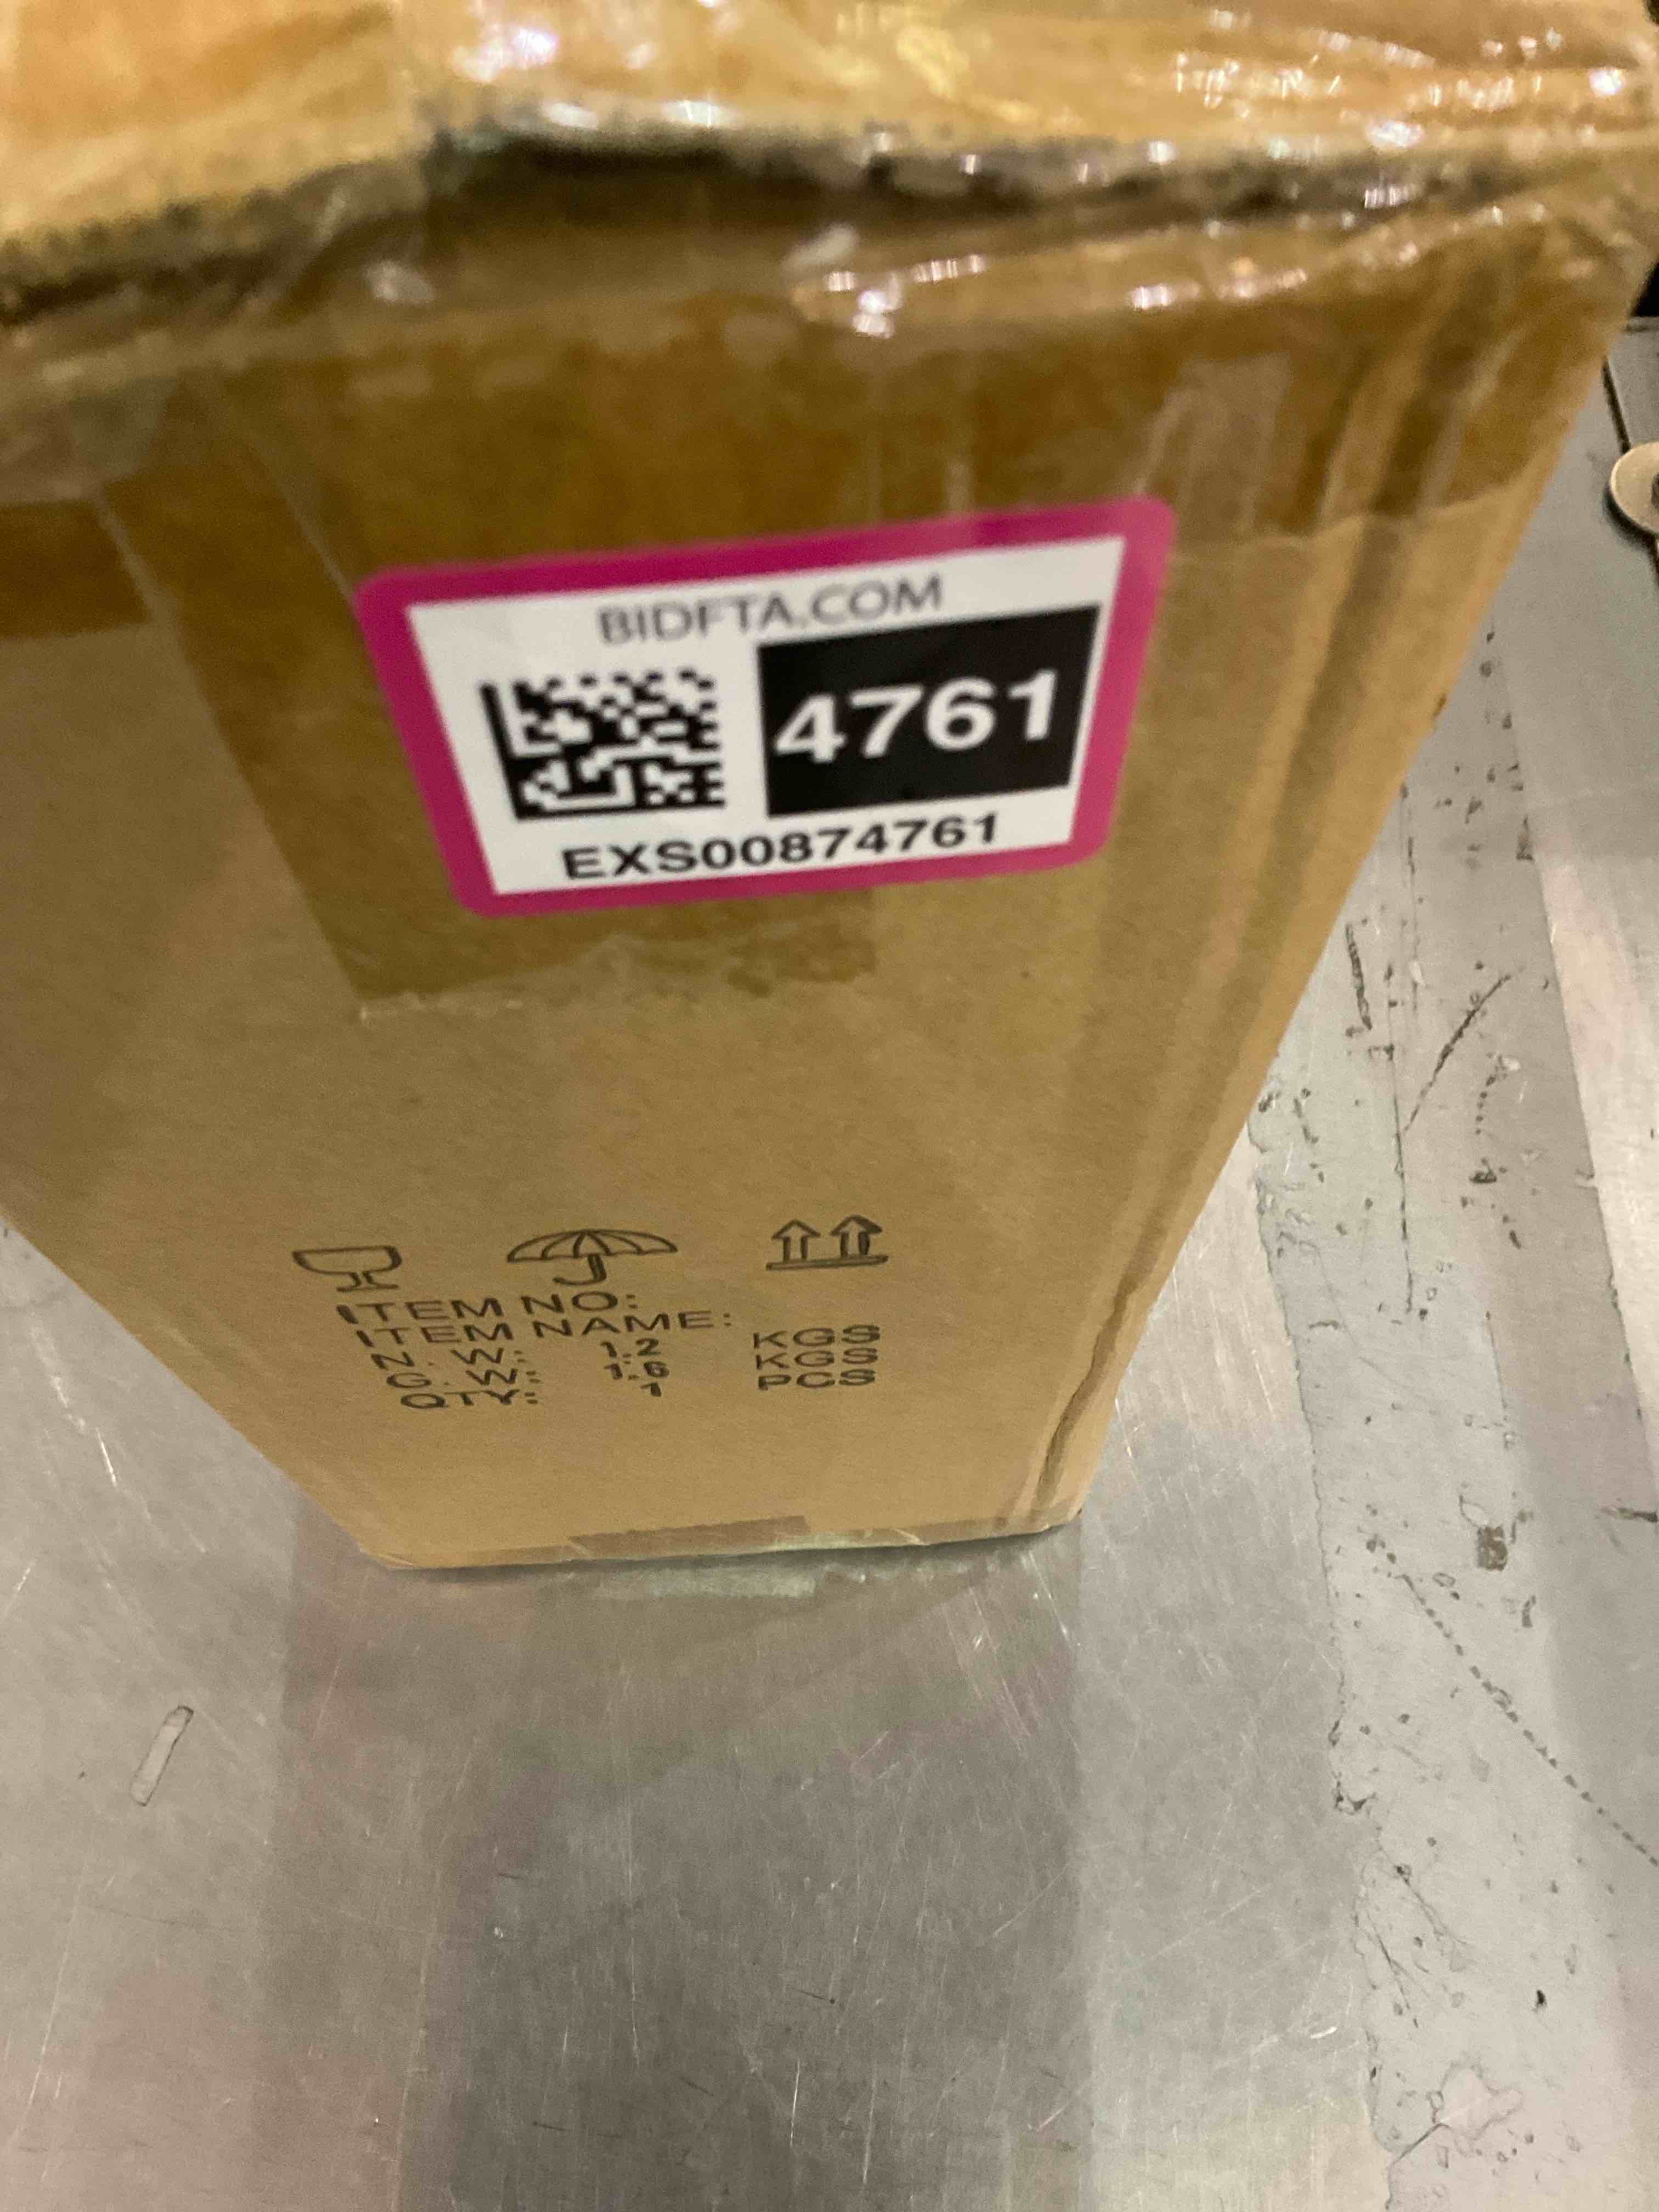 BIDFTA.COM
4761
EXS00874761
ITEM NO:
ITEM NAME:
N. W: 1.2 KGS
G. W: 1.6 KGS
QTY: 1 PCS